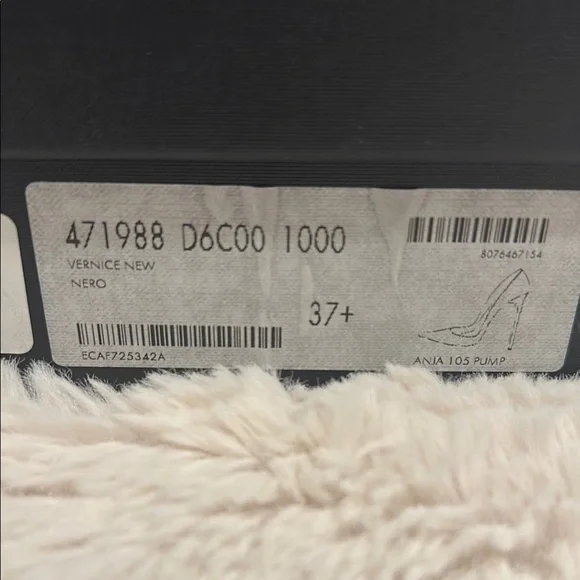 471988 D6C00 1000
VERNICE NEW
NERO
37+
ECAF725342A
8076467154
ANJA 105 PUMP